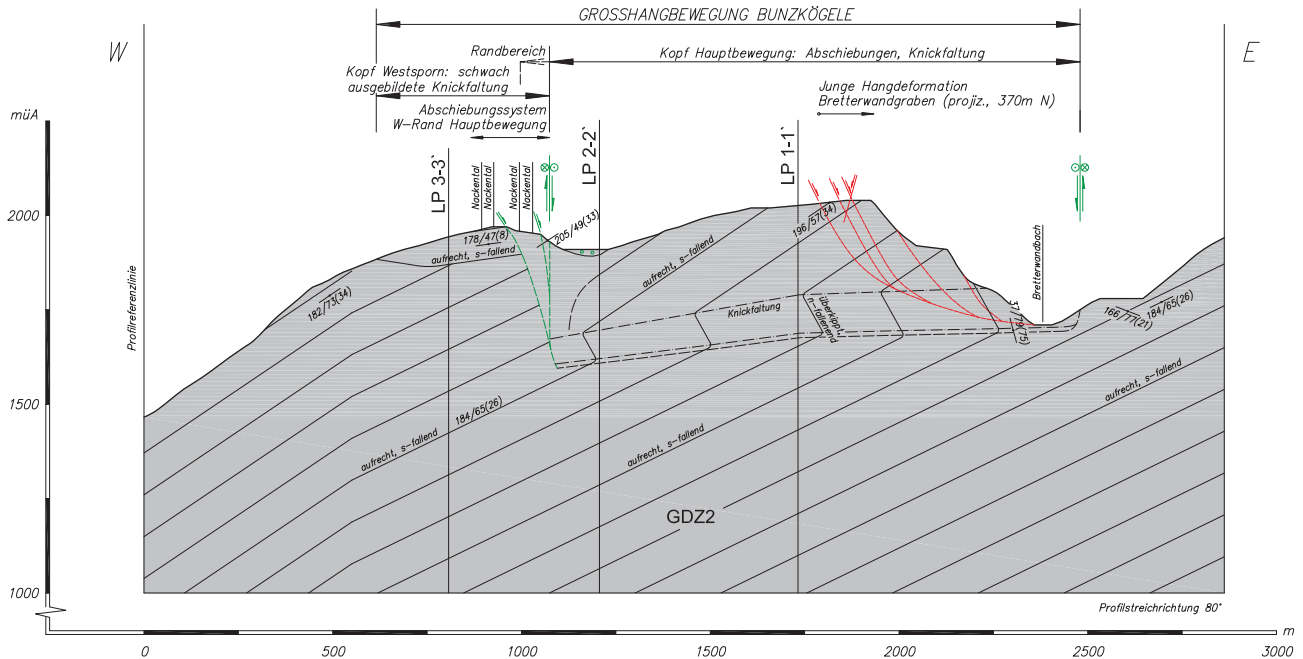 GROSSHANGBEWEGUNG BUNZKÖGELE
W
E
Randbereich
Kopf Hauptbewegung: Abschiebungen, Knickfaltung
Kopf Westsporn: schwach
ausgebildete Knickfaltung
Junge Hangdeformation
Bretterwandgraben (projiz., 370m N)
Abschiebungssystem
W-Rand Hauptbewegung
müA
LP 3-3`
Nackental
Nackental
Nackental
Nackental
LP 2-2`
LP 1-1`
2000
178/47(8)
205/49(33)
196/57(34)
aufrecht, s-fallend
aufrecht, s-fallend
Profilreferenzlinie
182/73(34)
Knickfaltung
überkippt,
n-fallenend
37/79(75)
Bretterwandbach
166/77(21)
184/65(26)
1500
184/65(26)
aufrecht, s-fallend
aufrecht, s-fallend
aufrecht, s-fallend
GDZ2
1000
Profilstreichrichtung 80°
0
500
1000
1500
2000
2500
3000
m